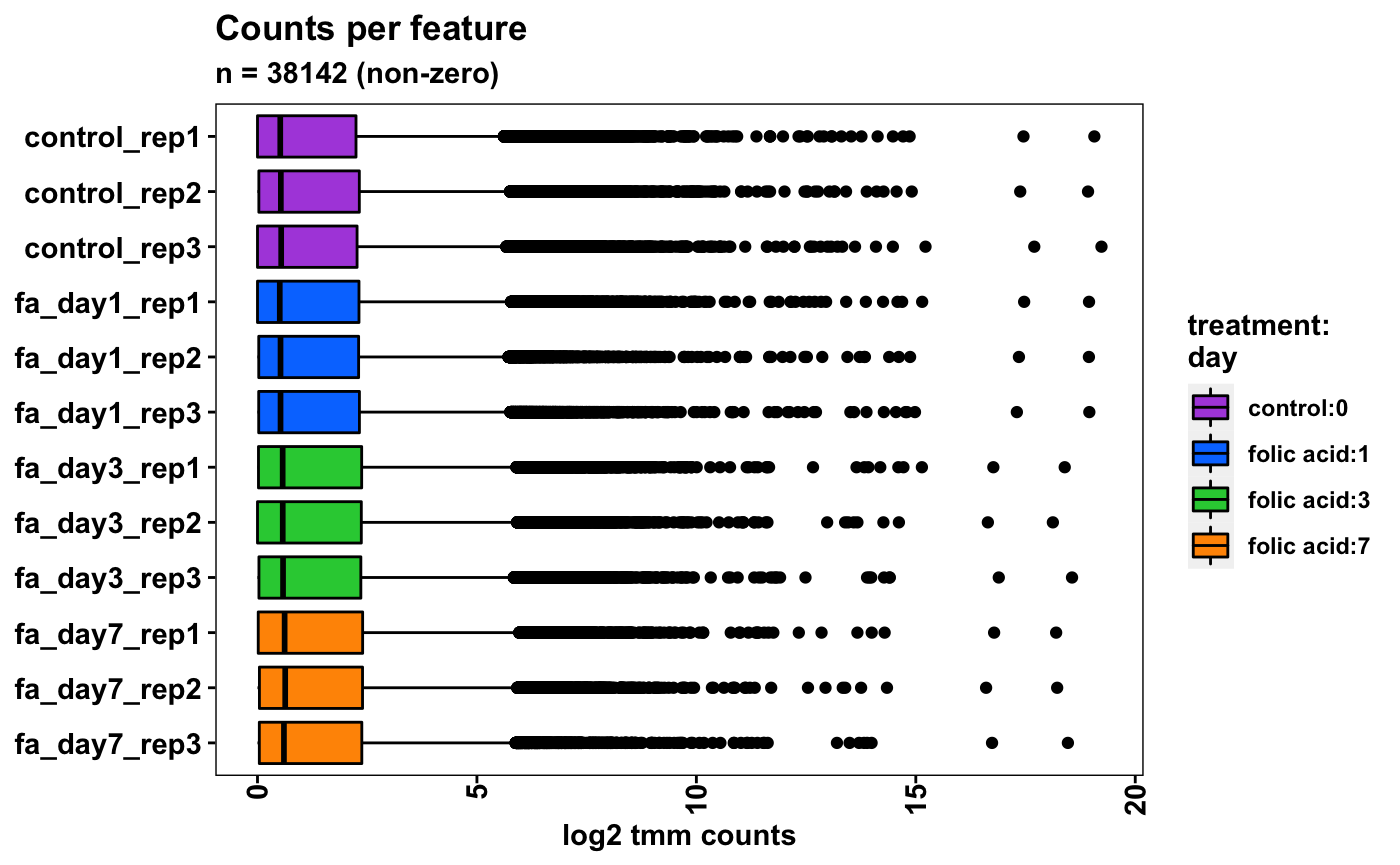 Counts per feature
n = 38142 (non-zero)
control_rep1
control_rep2
control_rep3
fa_day1_rep1
fa_day1_rep2
fa_day1_rep3
fa_day3_rep1
fa_day3_rep2
fa_day3_rep3
fa_day7_rep1
fa_day7_rep2
fa_day7_rep3
0
5
10
15
20
log2 tmm counts
treatment:
day
control:0
folic acid:1
folic acid:3
folic acid:7